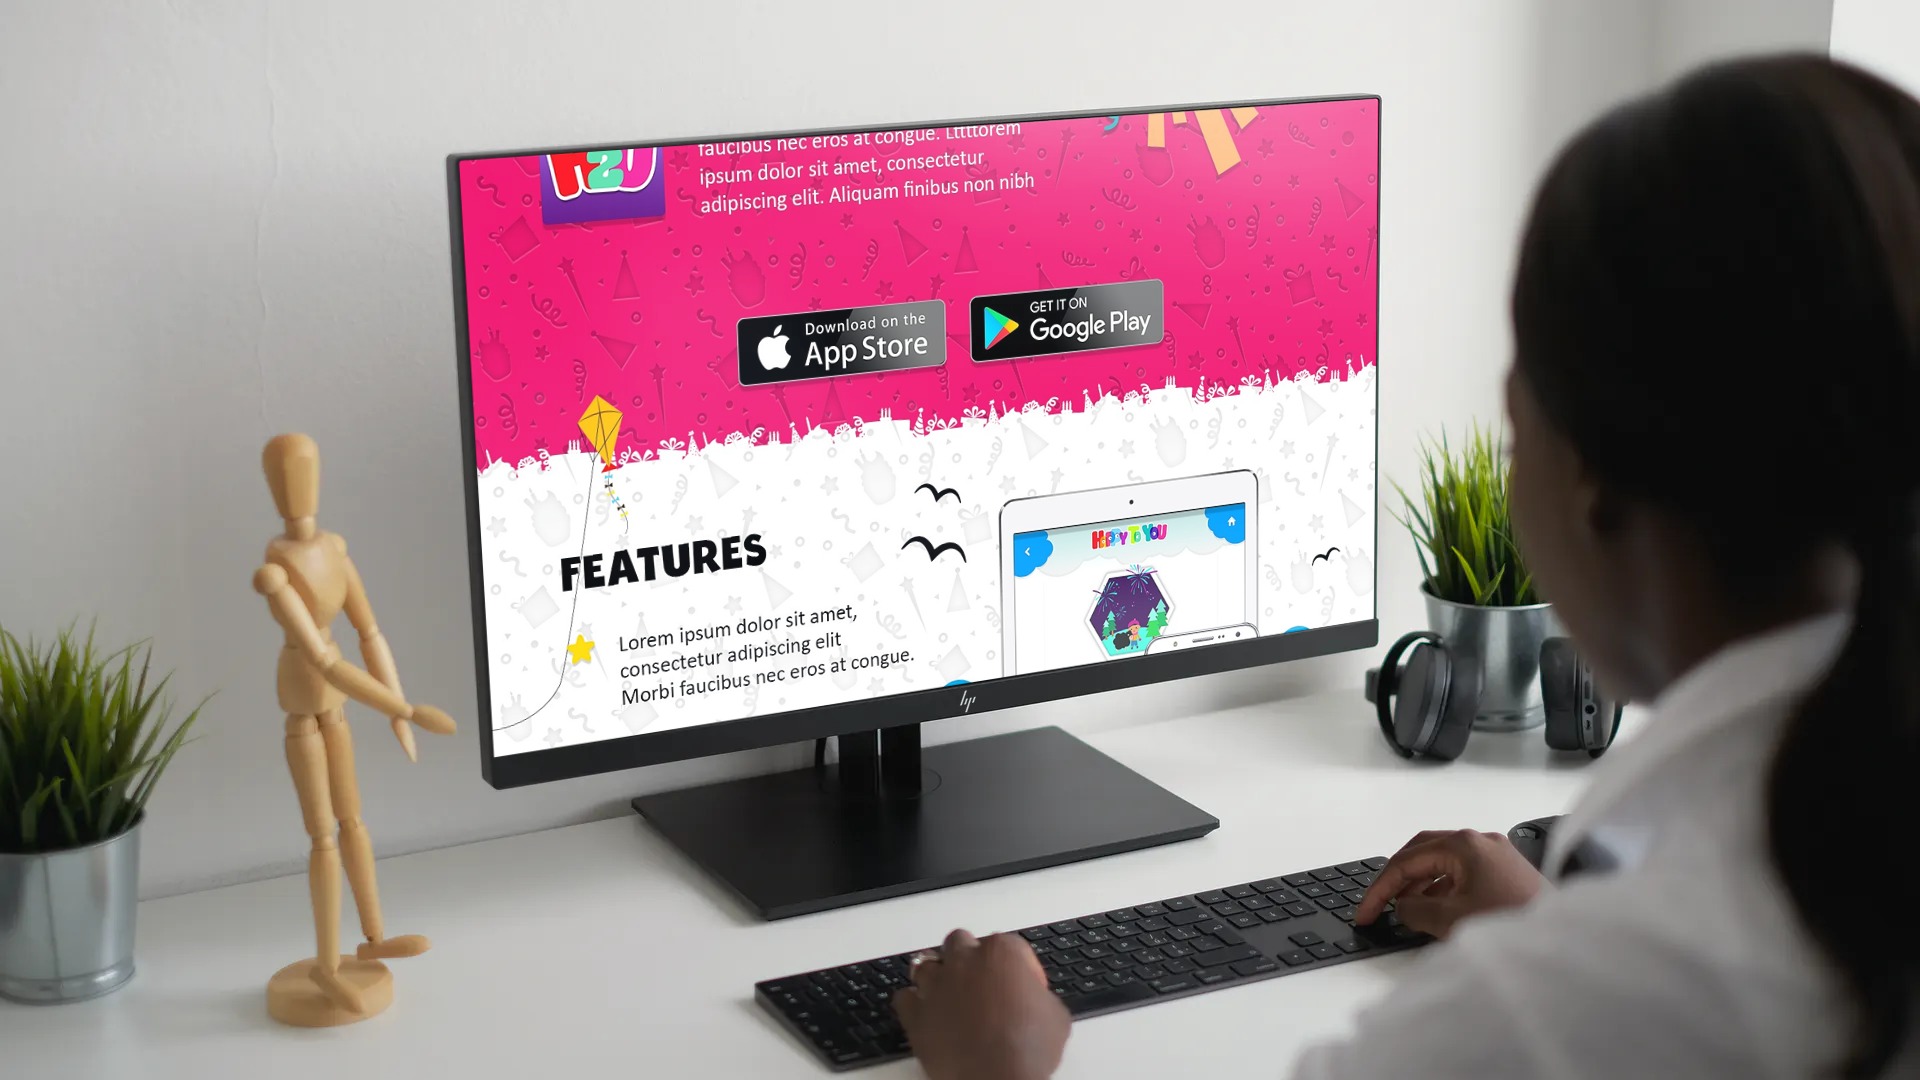 H2U
faucibus nec eros at congue. Lttttorem
ipsum dolor sit amet, consectetur
adipiscing elit. Aliquam finibus non nibh
Download on the
App Store
GET IT ON
Google Play
FEATURES
HAPPY To YOU
Lorem ipsum dolor sit amet,
consectetur adipiscing elit
Morbi faucibus nec eros at congue.
hp